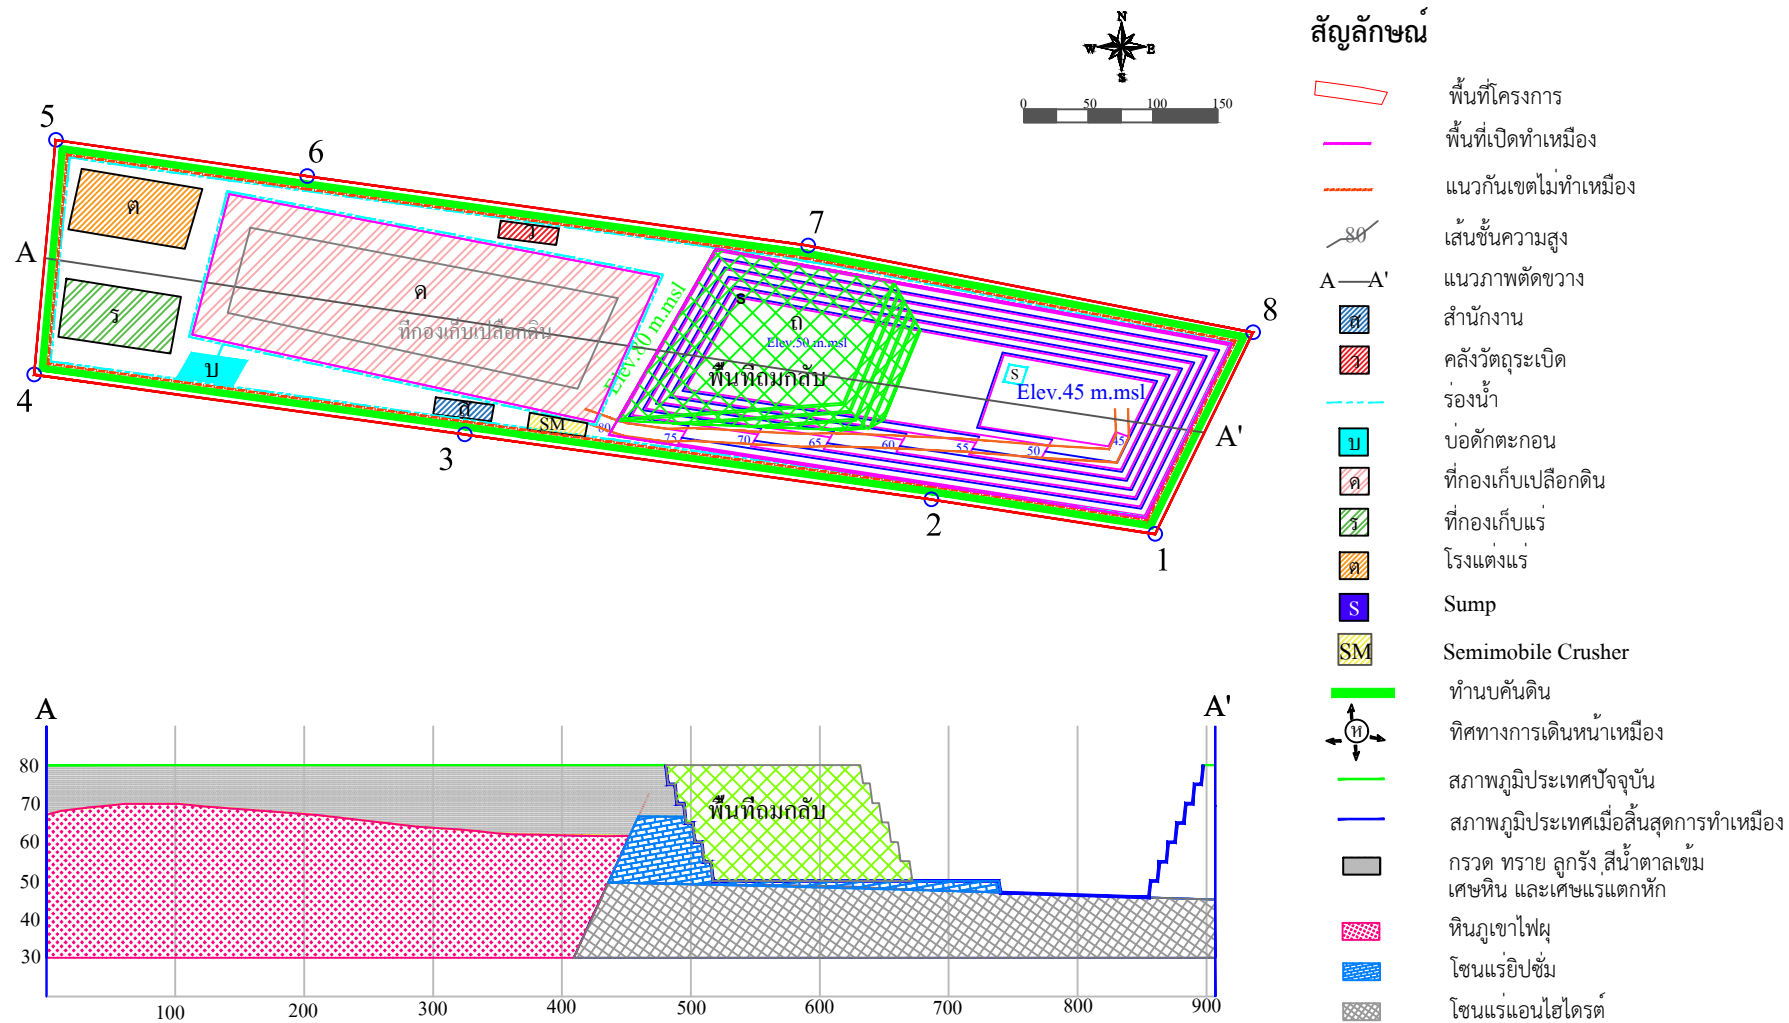 N
W E
S
0 50 100 150
5
6
7
8
4
3
2
1
A
A'
ต
ร
บ
ค
ที่กองเก็บเปลือกดิน
ว
ส
SM
Elev.80 m.msl
s
ถ
Elev.50 m.msl
พื้นที่ถมกลับ
S
Elev.45 m.msl
80 75 70 65 60 55 50 45
A
A'
พื้นที่ถมกลับ
80
70
60
50
40
30
100 200 300 400 500 600 700 800 900
สัญลักษณ์
พื้นที่โครงการ
พื้นที่เปิดทำเหมือง
แนวกันเขตไม่ทำเหมือง
80 เส้นชั้นความสูง
A A' แนวภาพตัดขวาง
ส สำนักงาน
ว คลังวัตถุระเบิด
ร่องน้ำ
บ บ่อดักตะกอน
ค ที่กองเก็บเปลือกดิน
ร ที่กองเก็บแร่
ต โรงแต่งแร่
S Sump
SM Semimobile Crusher
ทำนบคันดิน
ห ทิศทางการเดินหน้าเหมือง
สภาพภูมิประเทศปัจจุบัน
สภาพภูมิประเทศเมื่อสิ้นสุดการทำเหมือง
กรวด ทราย ลูกรัง สีน้ำตาลเข้ม
เศษหิน และเศษแร่แตกหัก
หินภูเขาไฟผุ
โซนแร่ยิปซั่ม
โซนแร่แอนไฮไดรต์